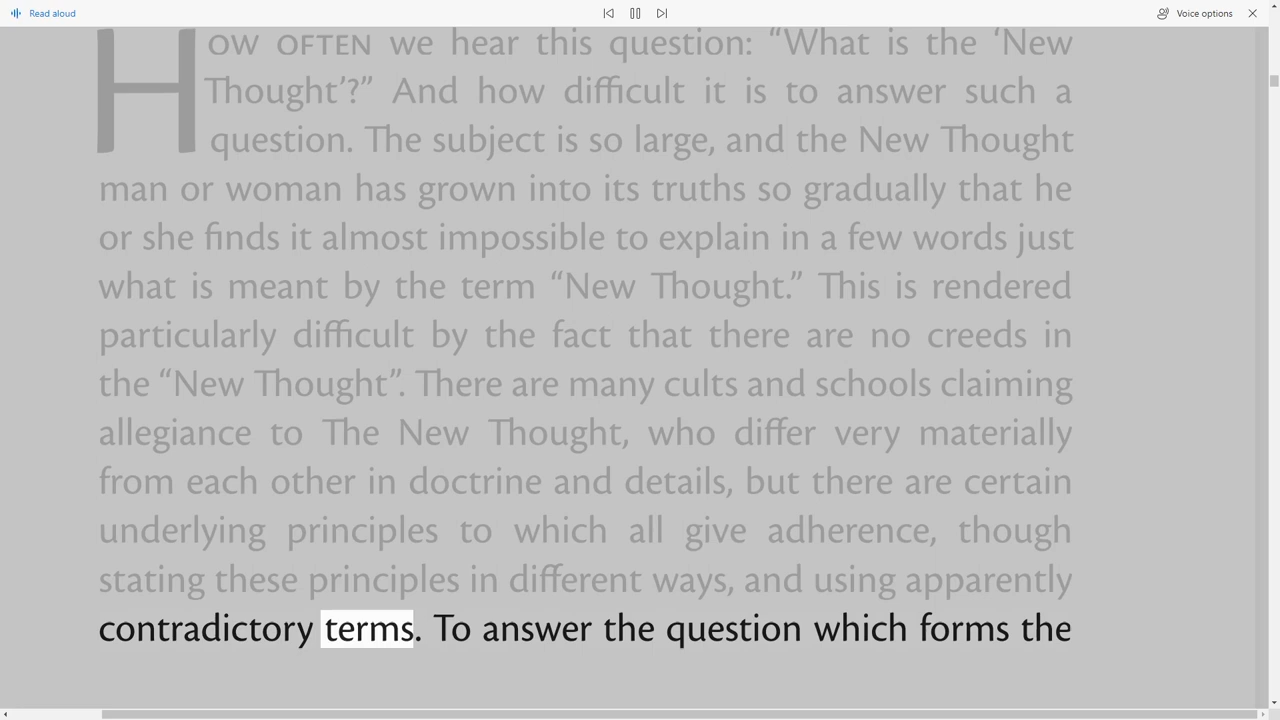 Read aloud
Voice options
HOW OFTEN we hear this question: “What is the ‘New
Thought’?” And how difficult it is to answer such a
question. The subject is so large, and the New Thought
man or woman has grown into its truths so gradually that he
or she finds it almost impossible to explain in a few words just
what is meant by the term “New Thought.” This is rendered
particularly difficult by the fact that there are no creeds in
the “New Thought”. There are many cults and schools claiming
allegiance to The New Thought, who differ very materially
from each other in doctrine and details, but there are certain
underlying principles to which all give adherence, though
stating these principles in different ways, and using apparently
contradictory terms. To answer the question which forms the